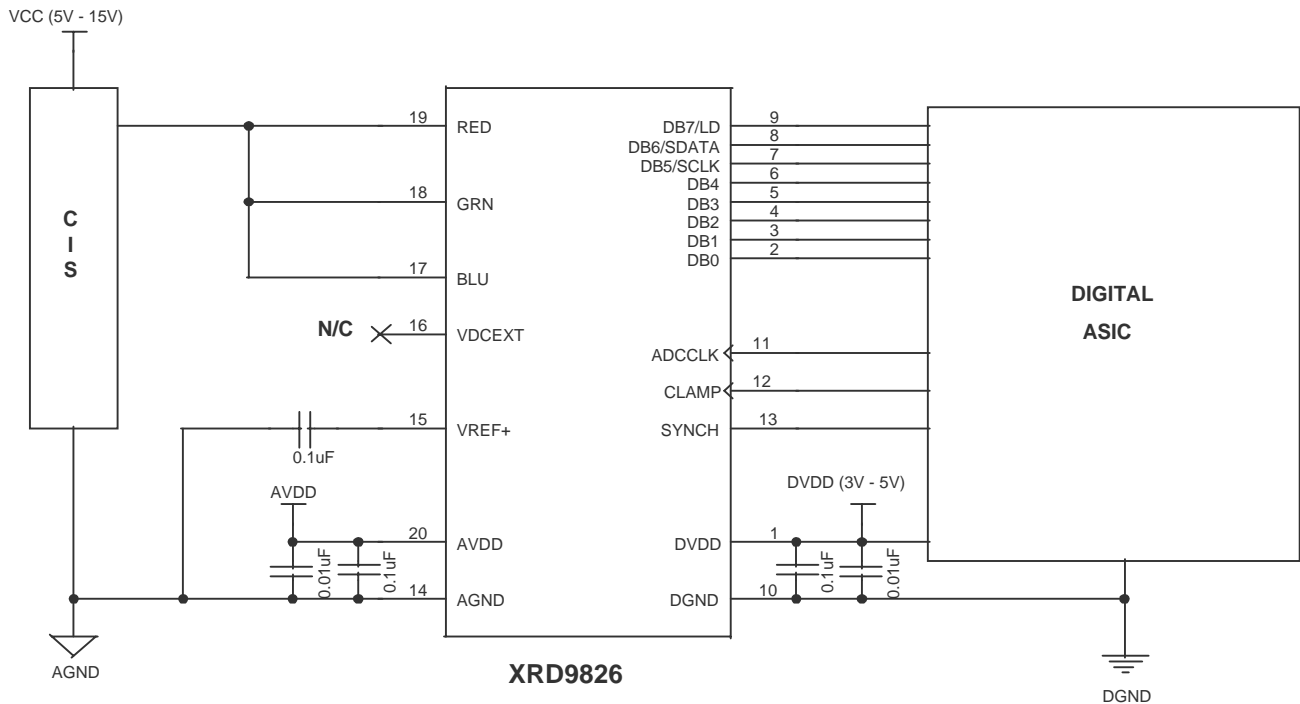 VCC (5V - 15V)
C
I
S
19
RED
18
GRN
17
BLU
N/C
16
VDCEXT
15
VREF+
0.1uF
AVDD
20
AVDD
0.01uF
0.1uF
14
AGND
AGND
DB7/LD
9
DB6/SDATA
8
DB5/SCLK
7
DB4
6
DB3
5
DB2
4
DB1
3
DB0
2
ADCCLK
11
CLAMP
12
SYNCH
13
DVDD (3V - 5V)
DVDD
1
0.1uF
0.01uF
DGND
10
DIGITAL
ASIC
DGND
XRD9826